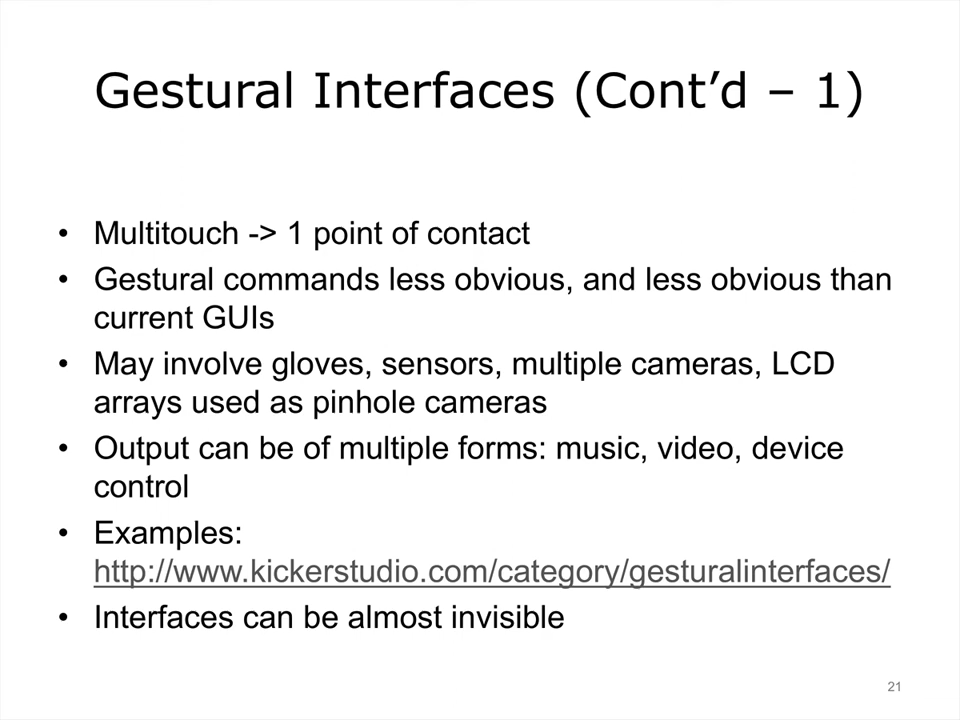 Gestural Interfaces (Cont’d – 1)
• Multitouch -> 1 point of contact
• Gestural commands less obvious, and less obvious than
current GUIs
• May involve gloves, sensors, multiple cameras, LCD
arrays used as pinhole cameras
• Output can be of multiple forms: music, video, device
control
• Examples:
http://www.kickerstudio.com/category/gesturalinterfaces/
• Interfaces can be almost invisible
21